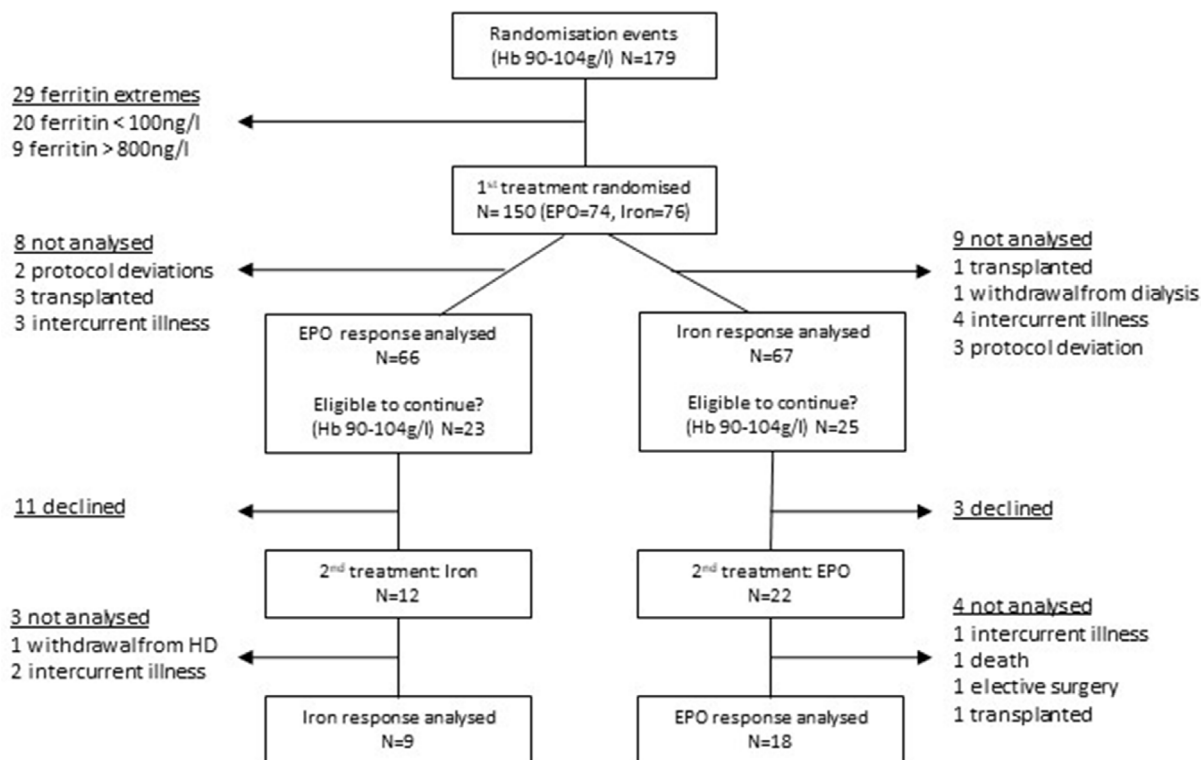 Randomisation events
(Hb 90-104g/l) N=179
29 ferritin extremes
20 ferritin < 100ng/l
9 ferritin > 800ng/l
1st treatment randomised
N= 150 (EPO=74, Iron=76)
8 not analysed
2 protocol deviations
3 transplanted
3 intercurrent illness
9 not analysed
1 transplanted
1 withdrawalfrom dialysis
4 intercurrent illness
3 protocol deviation
EPO response analysed
N=66
Eligible to continue?
(Hb 90-104g/l) N=23
Iron response analysed
N=67
Eligible to continue?
(Hb 90-104g/l) N=25
11 declined
3 declined
2nd treatment: Iron
N=12
2nd treatment: EPO
N=22
3 not analysed
1 withdrawalfrom HD
2 intercurrent illness
4 not analysed
1 intercurrent illness
1 death
1 elective surgery
1 transplanted
Iron response analysed
N=9
EPO response analysed
N=18